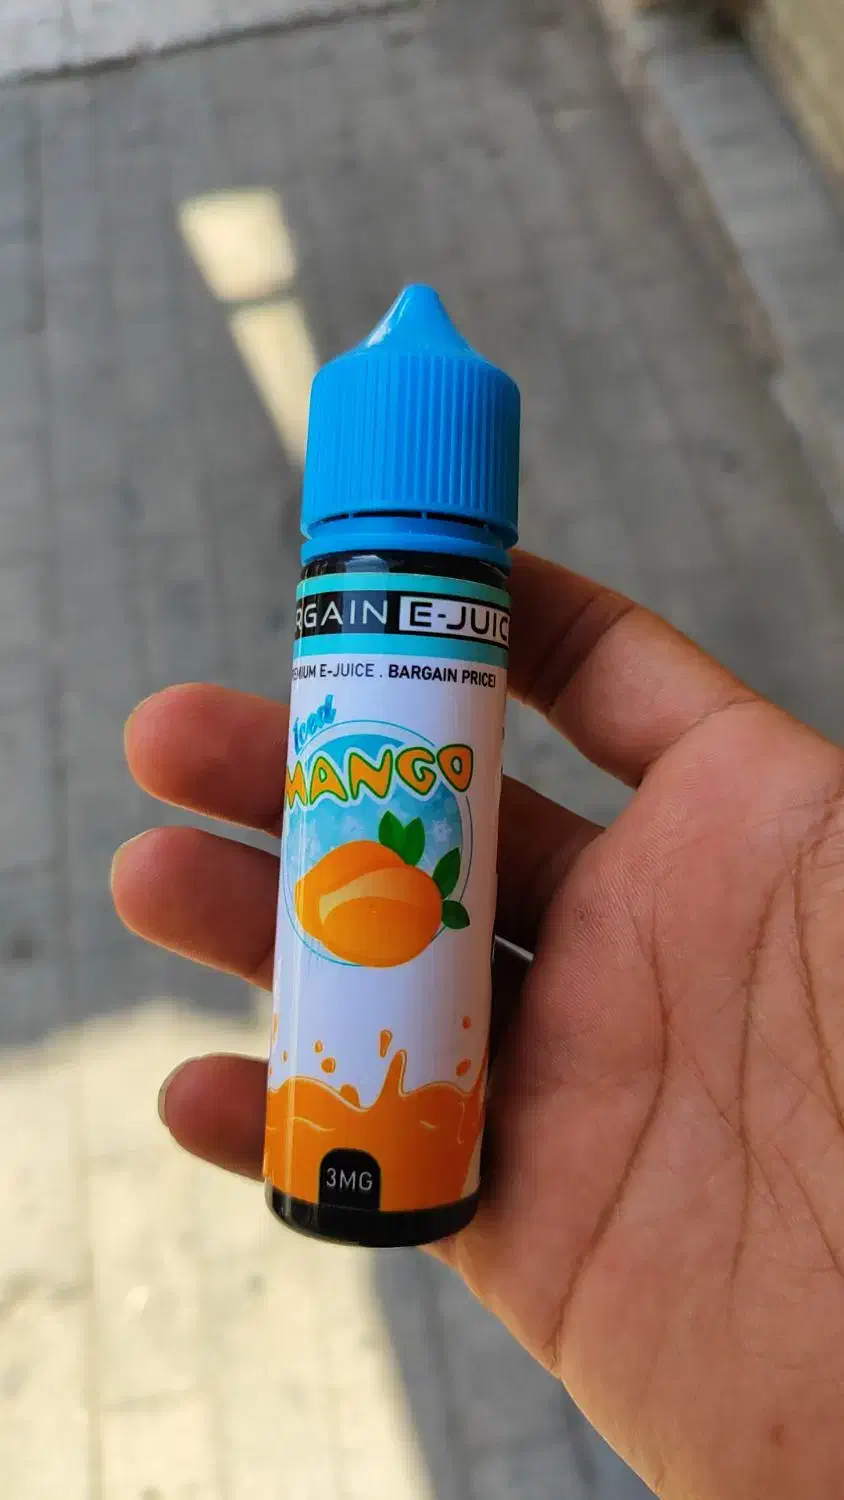 RGAIN E-JUIC
EMIUM E-JUICE . BARGAIN PRICE!
Iced
MANGO
3MG